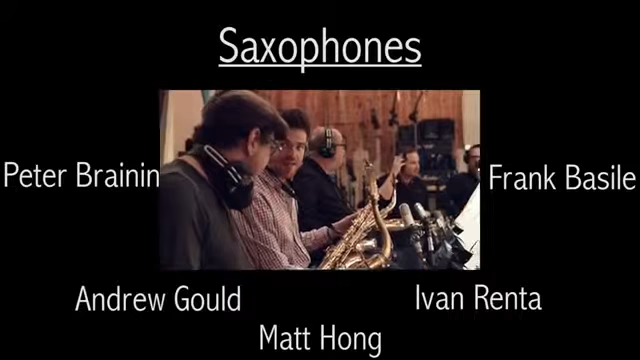 Saxophones
Peter Brainin
Frank Basile
Andrew Gould
Ivan Renta
Matt Hong